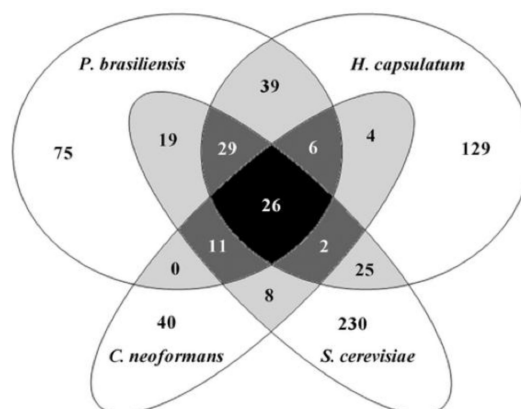 P. brasiliensis H. capsulatum
39
19 29 6 4
75 129
26
11 2
0 25
8
40 230
C. neoformans S. cerevisiae